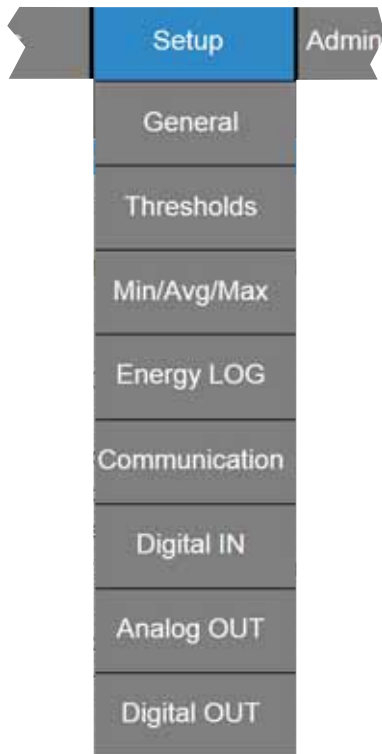 Setup
Admin
General
Thresholds
Min/Avg/Max
Energy LOG
Communication
Digital IN
Analog OUT
Digital OUT